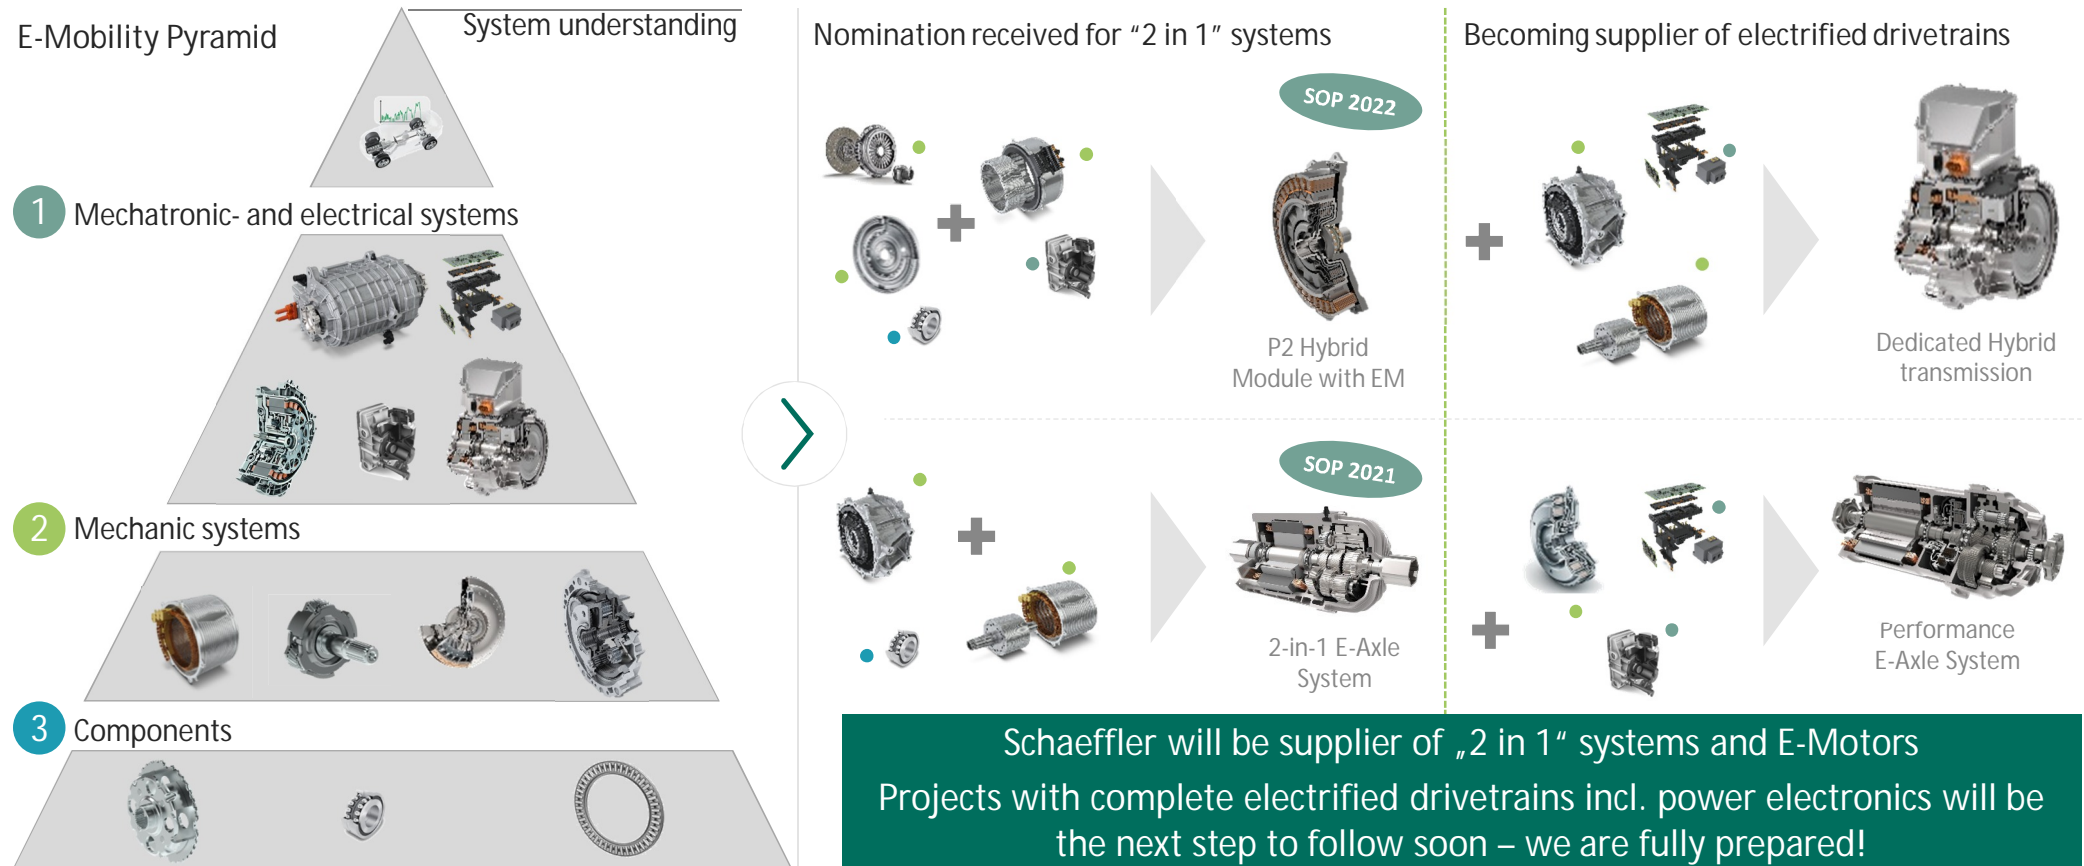 E-Mobility Pyramid
System understanding
1 Mechatronic- and electrical systems
2 Mechanic systems
3 Components
Nomination received for “2 in 1” systems
SOP 2022
P2 Hybrid
Module with EM
SOP 2021
2-in-1 E-Axle
System
Becoming supplier of electrified drivetrains
Dedicated Hybrid
transmission
Performance
E-Axle System
Schaeffler will be supplier of „2 in 1“ systems and E-Motors
Projects with complete electrified drivetrains incl. power electronics will be
the next step to follow soon – we are fully prepared!